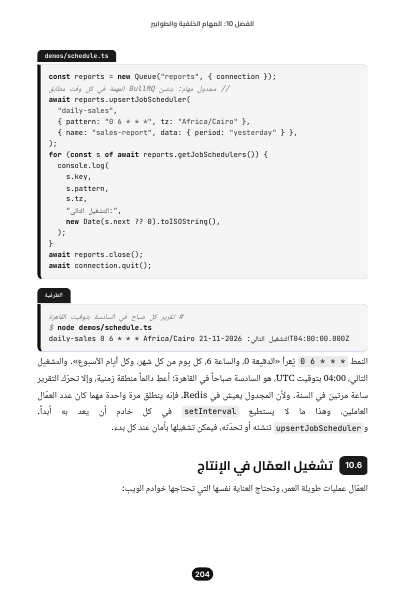 الفصل 10: المهام الخلفية والطوابير
demos/schedule.ts
const reports = new Queue("reports", { connection });
// مجدول مهام: ينشئ BullMQ المهمة في كل وقت مطابق
await reports.upsertJobScheduler(
"daily-sales",
{ pattern: "0 6 * * *", tz: "Africa/Cairo" },
{ name: "sales-report", data: { period: "yesterday" } },
);
for (const s of await reports.getJobSchedulers()) {
console.log(
s.key,
s.pattern,
s.tz,
"التشغيل التالي:",
new Date(s.next ?? 0).toISOString(),
);
}
await reports.close();
await connection.quit();
الطرفية
# تقرير كل صباح في السادسة بتوقيت القاهرة
$ node demos/schedule.ts
daily-sales 0 6 * * * Africa/Cairo التشغيل التالي: 2026-11-21T04:00:00.000Z
النمط 0 6 * * * يُقرأ «الدقيقة 0، والساعة 6، كل يوم من كل شهر، وكل أيام الأسبوع». والتشغيل
التالي، 04:00 بتوقيت UTC، هو السادسة صباحاً في القاهرة: أعطِ دائماً منطقة زمنية، وإلا تحرّك التقرير
ساعة مرتين في السنة. ولأن المجدول يعيش في Redis، فإنه ينطلق مرة واحدة مهما كان عدد العمال
العاملين، وهذا ما لا يستطيع setInterval في كل خادم أن يعد به أبداً.
و upsertJobScheduler تنشئه أو تحدّثه، فيمكن تشغيلها بأمان عند كل بدء.
10.6 تشغيل العمّال في الإنتاج
العمّال عمليات طويلة العمر، وتحتاج العناية نفسها التي تحتاجها خوادم الويب:
204